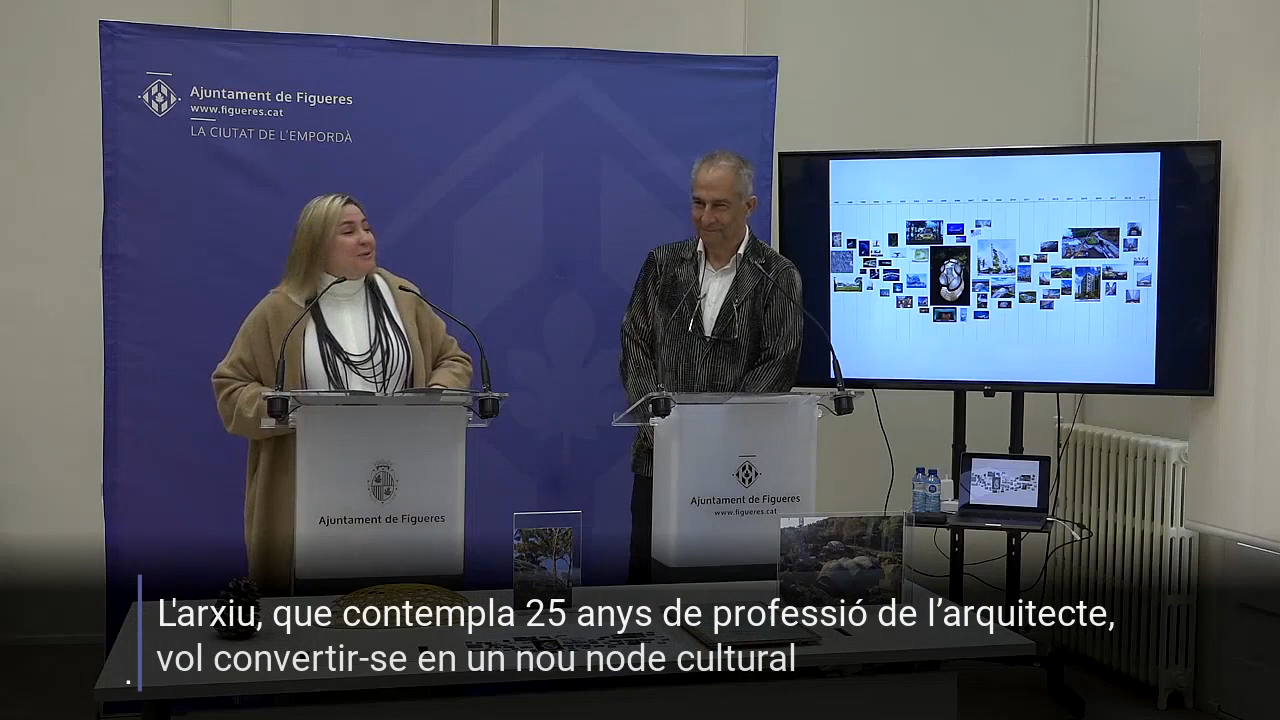 Ajuntament de Figueres
www.figueres.cat
LA CIUTAT DE L'EMPORDÀ
Ajuntament de Figueres
Ajuntament de Figueres
www.figueres.cat
L'arxiu, que contempla 25 anys de professió de l’arquitecte,
vol convertir-se en un nou node cultural